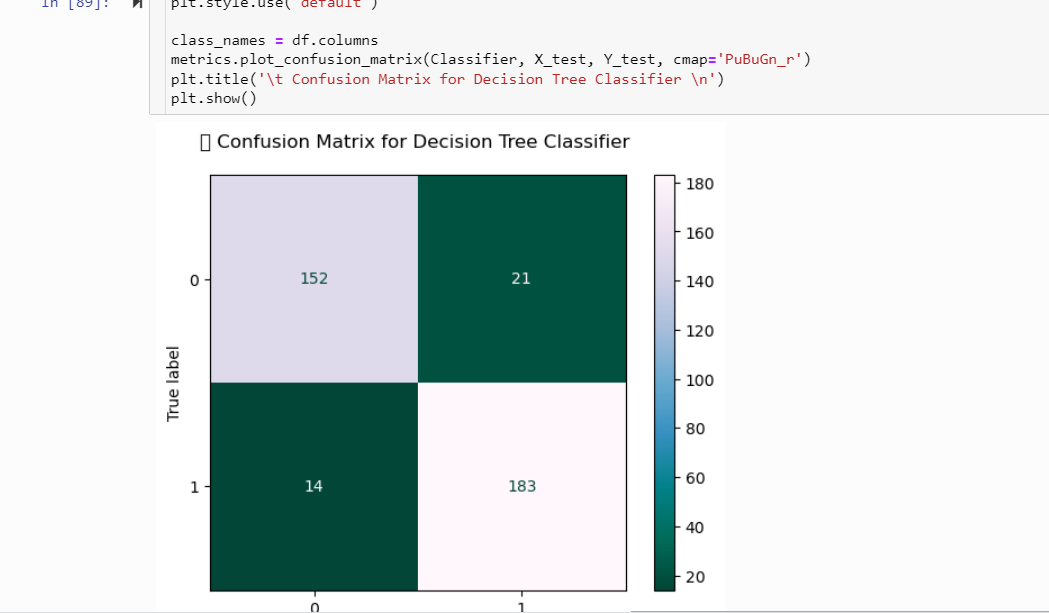 In [89]:
plt.style.use('default')
class_names = df.columns
metrics.plot_confusion_matrix(Classifier, X_test, Y_test, cmap='PuBuGn_r')
plt.title('\t Confusion Matrix for Decision Tree Classifier \n')
plt.show()
Confusion Matrix for Decision Tree Classifier
180
160
140
120
100
80
60
40
20
0
152
21
True label
1
14
183
0
1